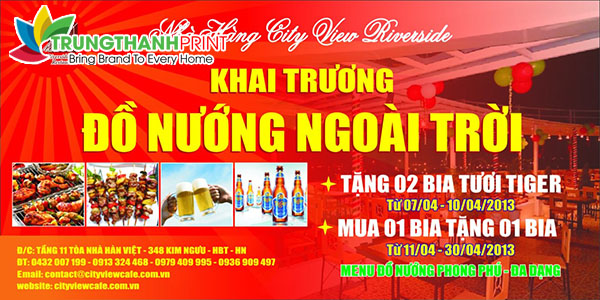 TRUNGTHANHPRINT
Bring Brand To Every Home
Nhà Hàng City View Riverside
KHAI TRƯƠNG
ĐỒ NƯỚNG NGOÀI TRỜI
TẶNG 02 BIA TƯƠI TIGER
Từ 07/04 - 10/04/2013
MUA 01 BIA TẶNG 01 BIA
Từ 11/04 - 30/04/2013
MENU ĐỒ NƯỚNG PHONG PHÚ - ĐA DẠNG
Đ/C: TẦNG 11 TÒA NHÀ HÀN VIỆT - 348 KIM NGƯU - HBT - HN
ĐT: 0432 007 199 - 0913 324 468 - 0979 409 995 - 0936 909 497
Email: contact@cityviewcafe.com.vn
website: cityviewcafe.com.vn